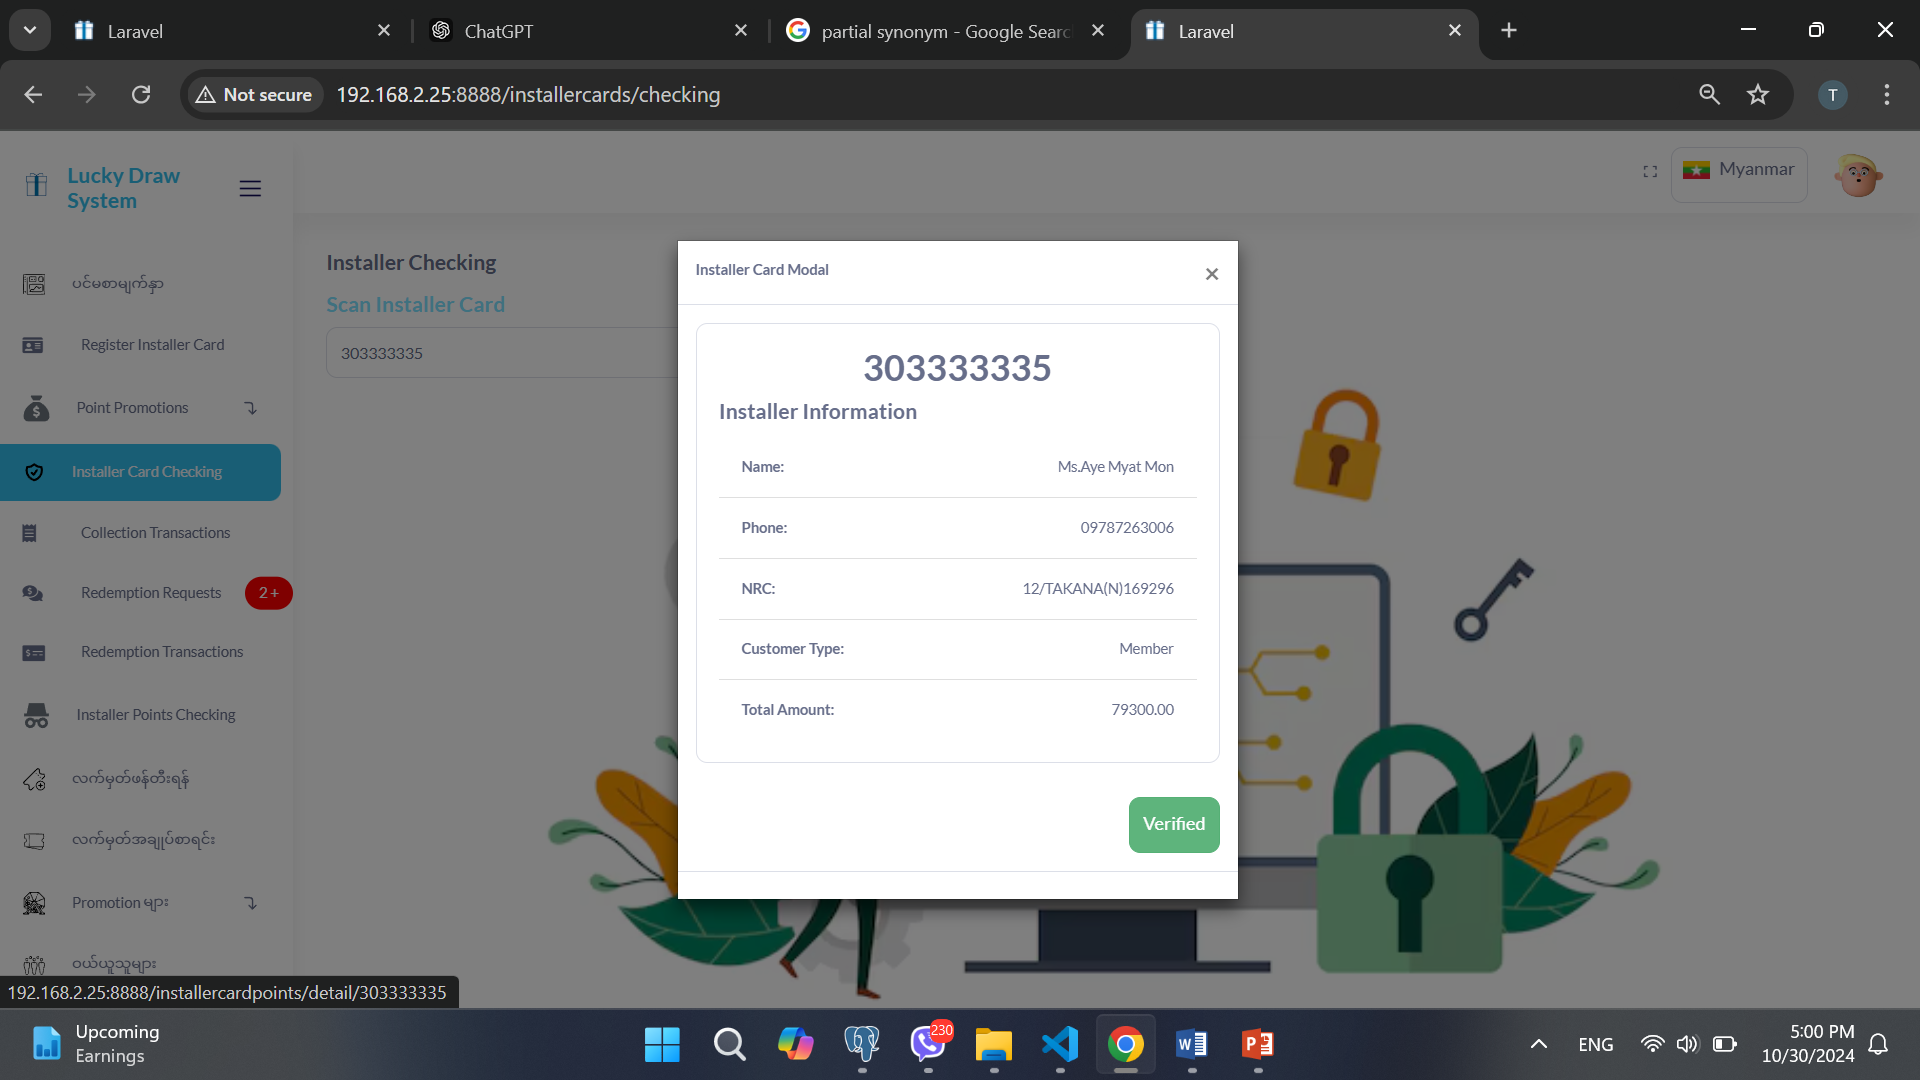 Laravel
ChatGPT
partial synonym - Google Searc
Laravel
Not secure
192.168.2.25:8888/installercards/checking
T
Lucky Draw
System
Myanmar
ပင်မစာမျက်နှာ
Register Installer Card
Point Promotions
Installer Card Checking
Collection Transactions
Redemption Requests
2+
Redemption Transactions
Installer Points Checking
လက်မှတ်ဖန်တီးရန်
လက်မှတ်အချုပ်စာရင်း
Promotion များ
ဝယ်ယူသူများ
Installer Checking
Scan Installer Card
303333335
Installer Card Modal
303333335
Installer Information
Name: Ms.Aye Myat Mon
Phone: 09787263006
NRC: 12/TAKANA(N)169296
Customer Type: Member
Total Amount: 79300.00
Verified
192.168.2.25:8888/installercardpoints/detail/303333335
Upcoming
Earnings
230
ENG
5:00 PM
10/30/2024